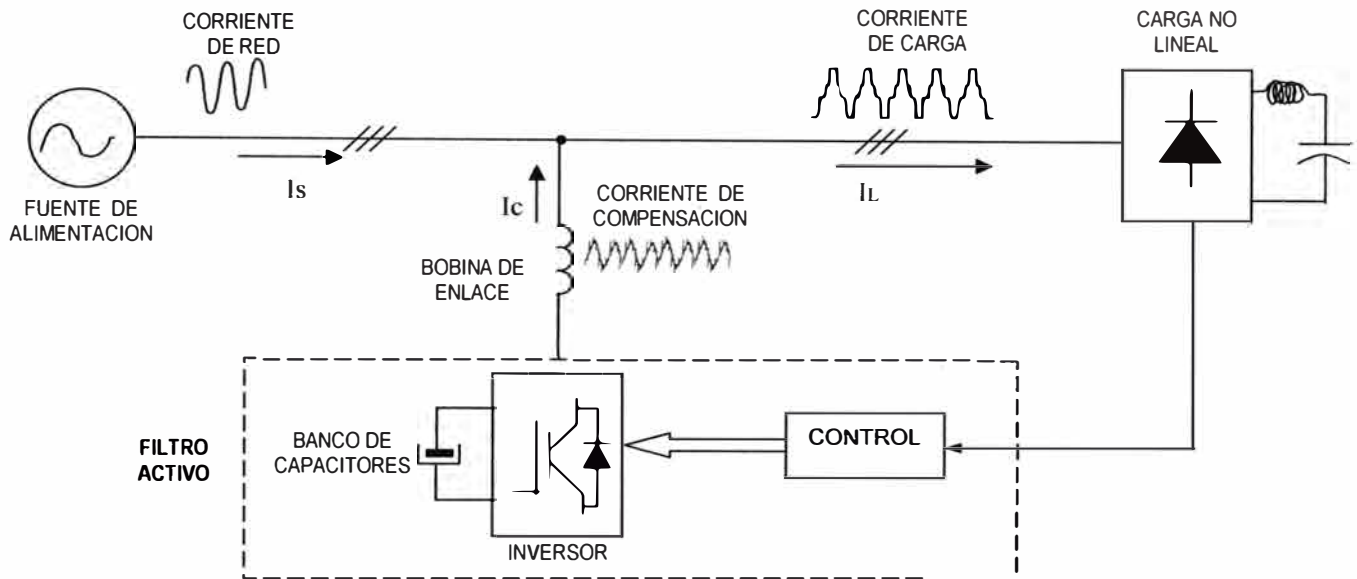 CORRIENTE
DE RED
CORRIENTE
DE CARGA
CARGA NO
LINEAL
Is
Ic
CORRIENTE DE
COMPENSACION
IL
FUENTE DE
ALIMENTACION
BOBINA DE
ENLACE
FILTRO
ACTIVO
BANCO DE
CAPACITORES
CONTROL
INVERSOR